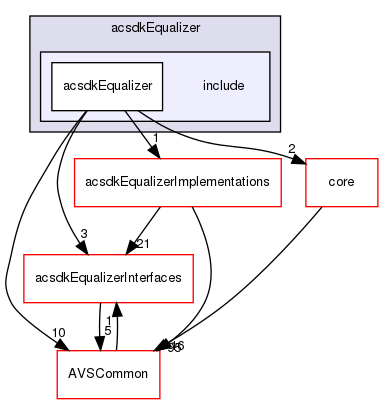 acsdkEqualizer
acsdkEqualizer include
1
2
acsdkEqualizerImplementations core
3
21
acsdkEqualizerInterfaces
1
5
10
AVSCommon